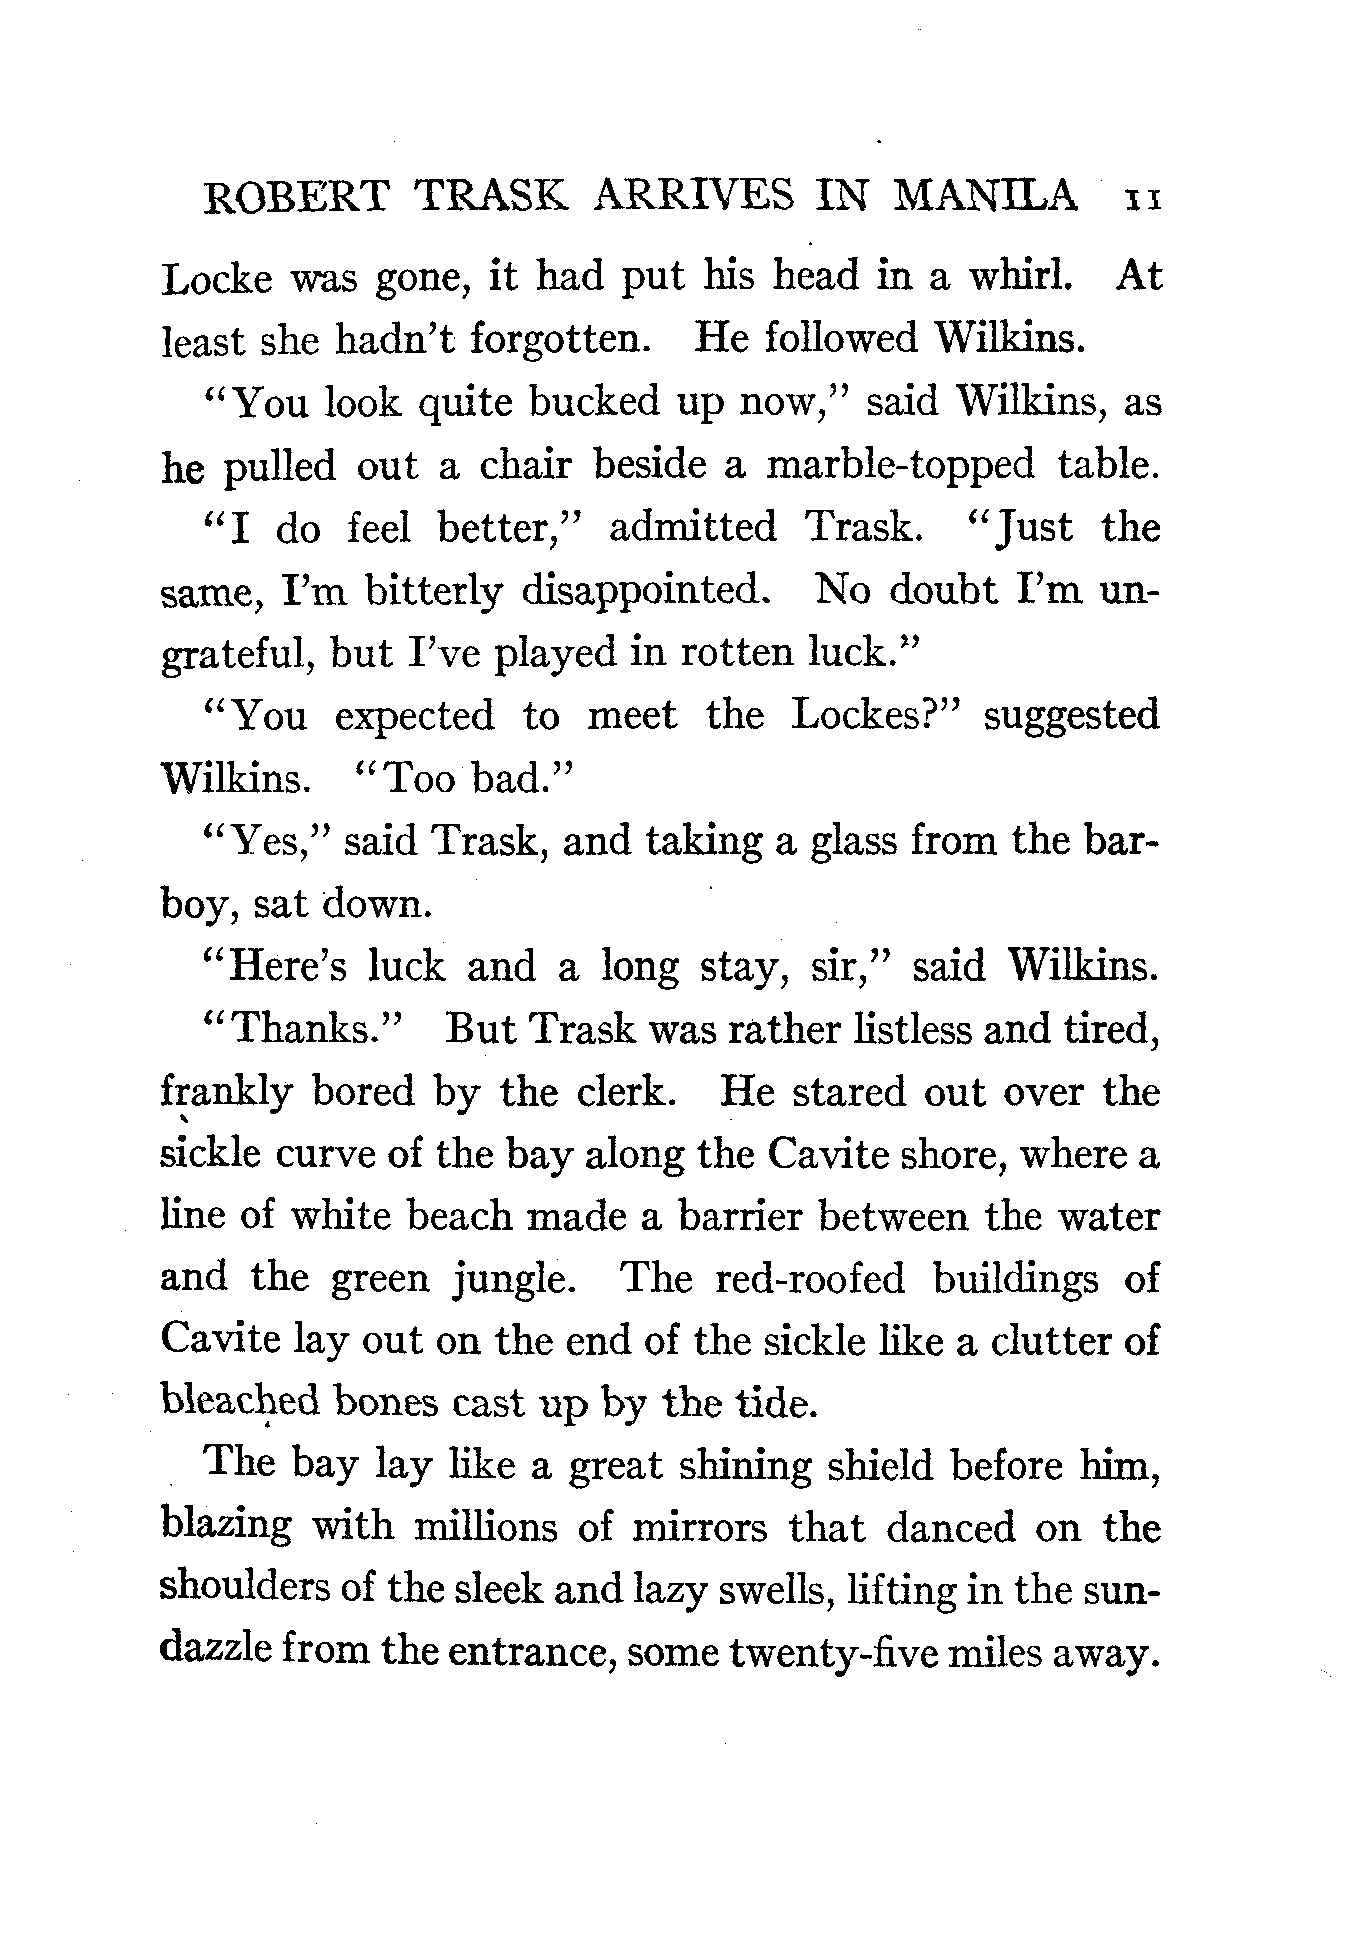 ROBERT TRASK ARRIVES IN MANILA 11
Locke was gone, it had put his head in a whirl. At
least she hadn't forgotten. He followed Wilkins.
"You look quite bucked up now," said Wilkins, as
he pulled out a chair beside a marble-topped table.
"I do feel better," admitted Trask. "Just the
same, I'm bitterly disappointed. No doubt I'm un-
grateful, but I've played in rotten luck."
"You expected to meet the Lockes?" suggested
Wilkins. "Too bad."
"Yes," said Trask, and taking a glass from the bar-
boy, sat down.
"Here's luck and a long stay, sir," said Wilkins.
"Thanks." But Trask was rather listless and tired,
frankly bored by the clerk. He stared out over the
sickle curve of the bay along the Cavite shore, where a
line of white beach made a barrier between the water
and the green jungle. The red-roofed buildings of
Cavite lay out on the end of the sickle like a clutter of
bleached bones cast up by the tide.
The bay lay like a great shining shield before him,
blazing with millions of mirrors that danced on the
shoulders of the sleek and lazy swells, lifting in the sun-
dazzle from the entrance, some twenty-five miles away.